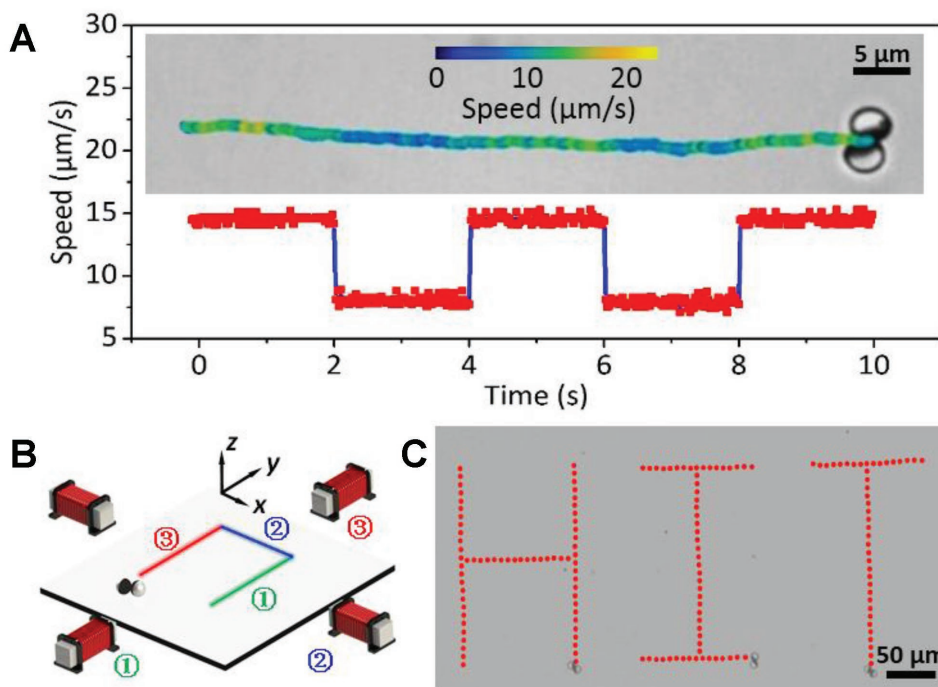 A
30
25
20
15
10
5
Speed (µm/s)
0 10 20
Speed (µm/s)
5 µm
0 2 4 6 8 10
Time (s)
B
z
y
x
③
②
①
③
①
②
C
50 µm